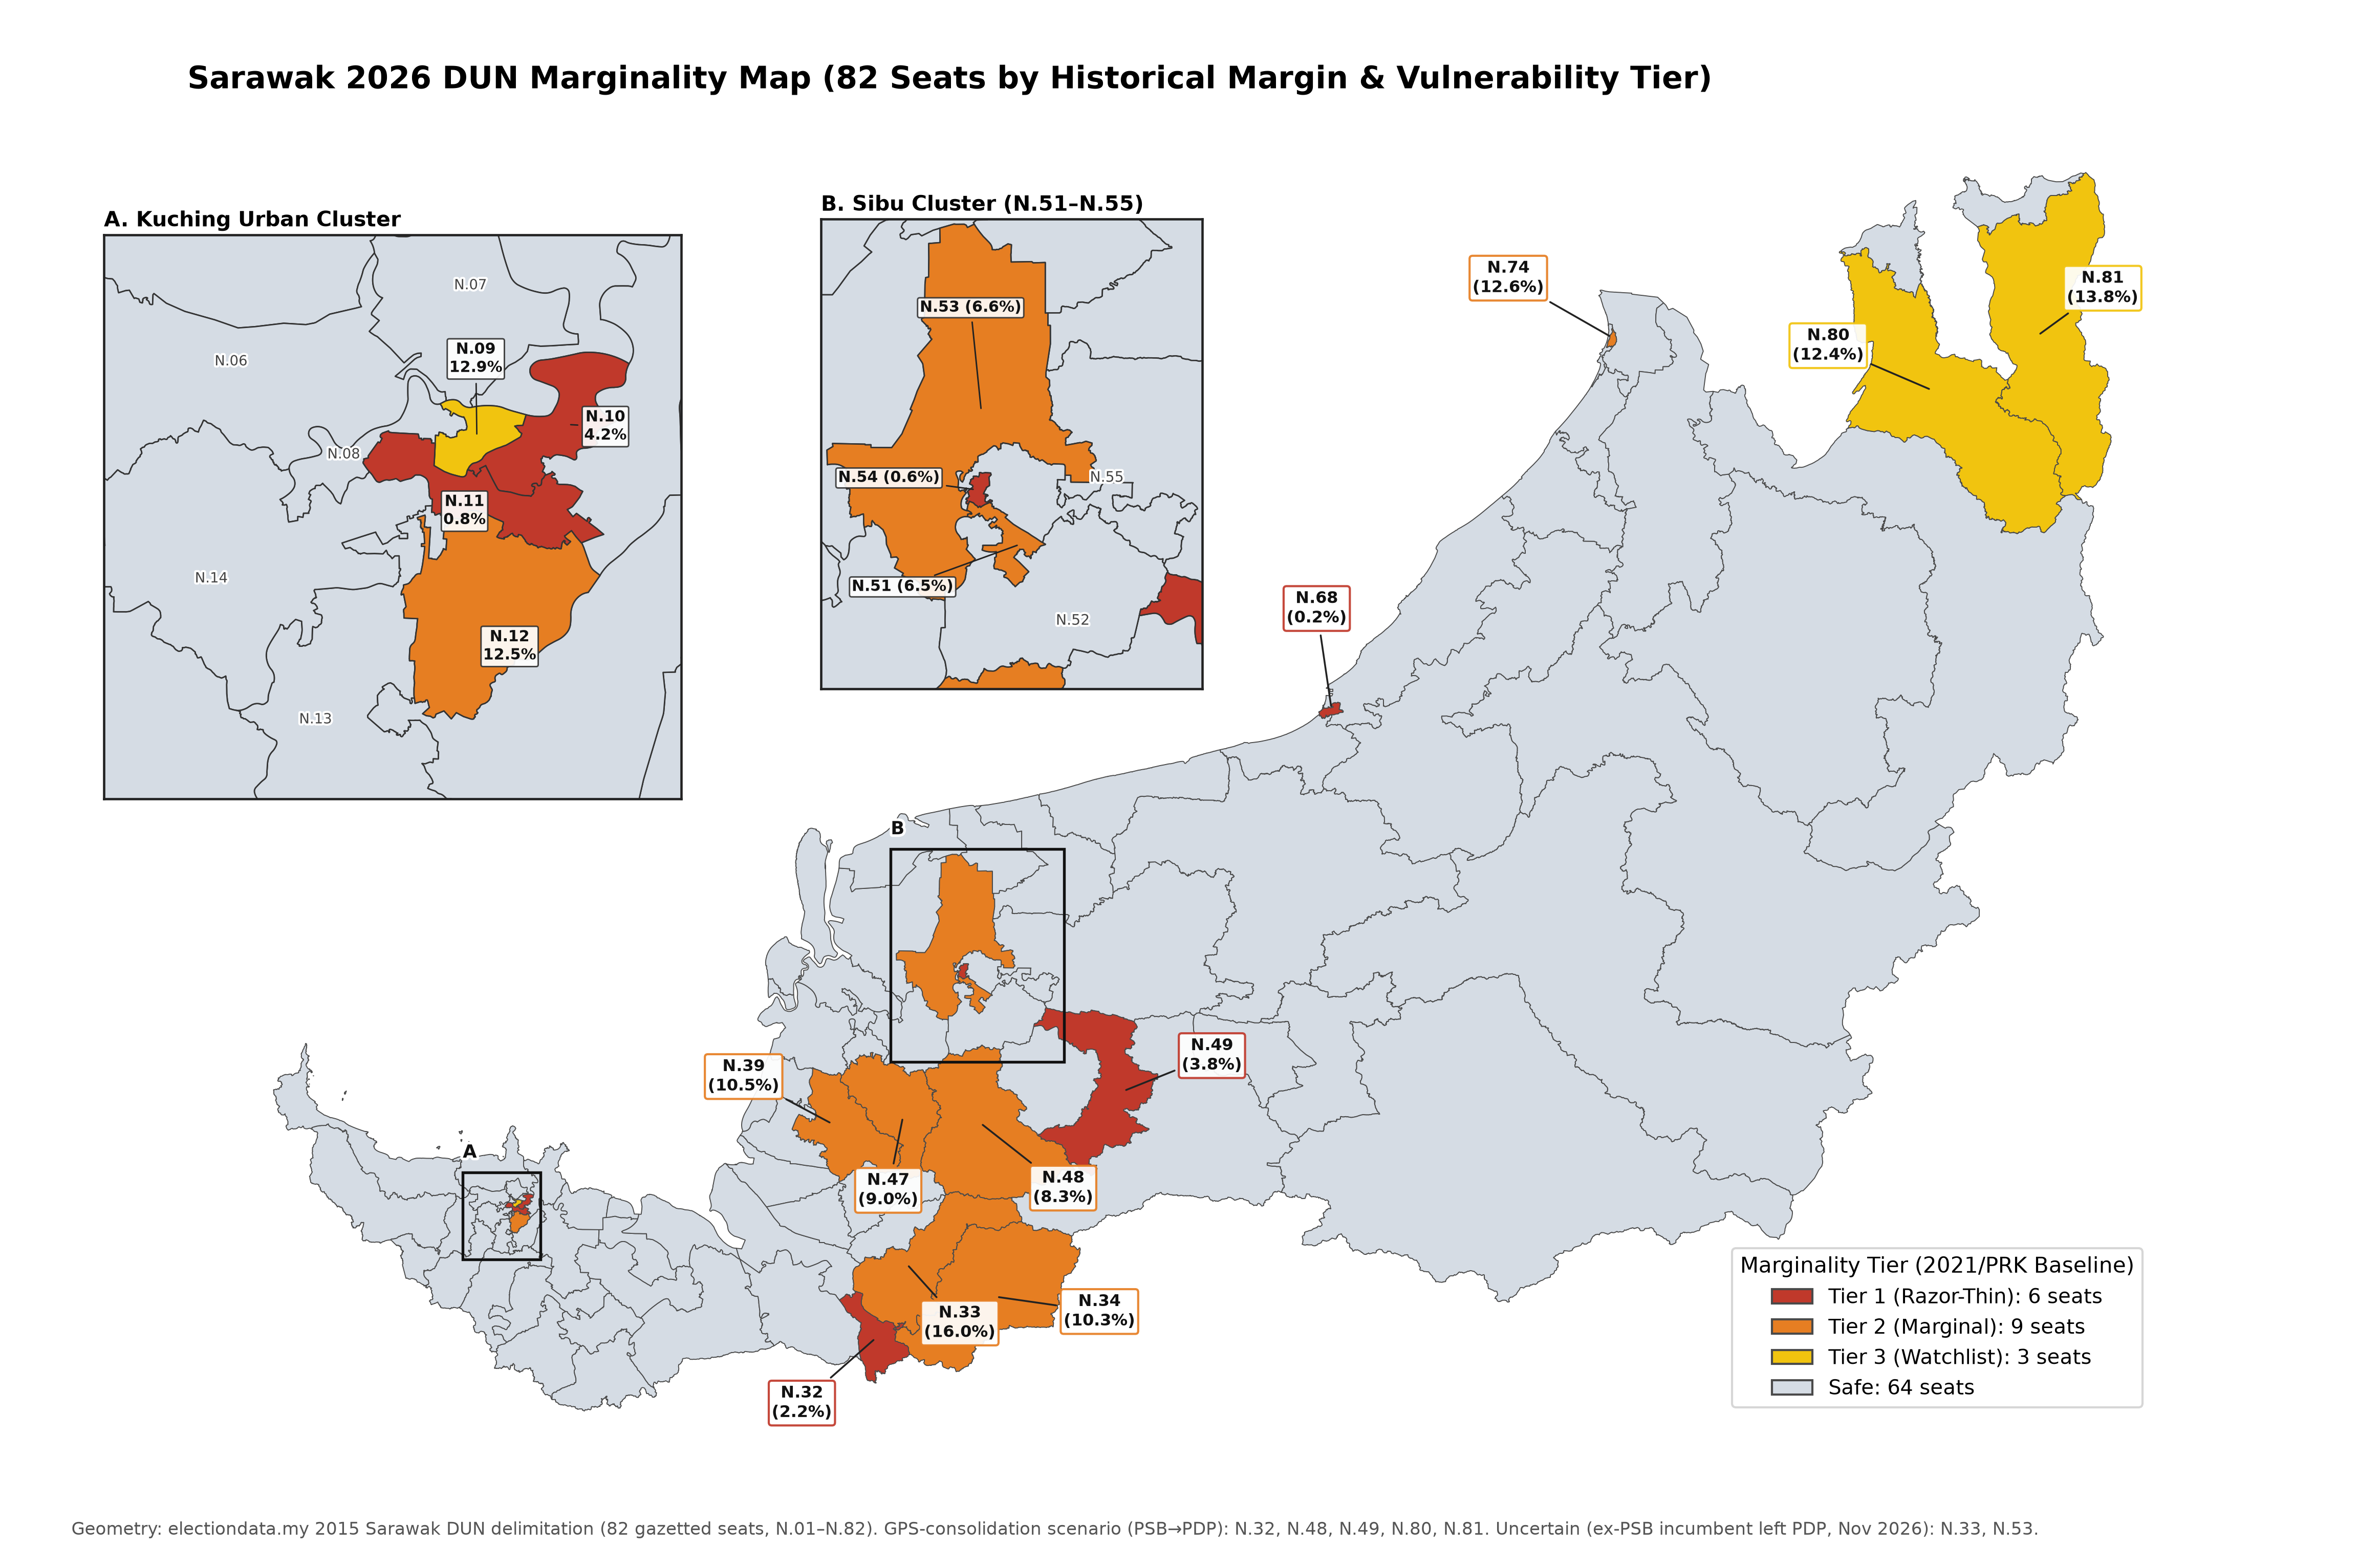 Sarawak 2026 DUN Marginality Map (82 Seats by Historical Margin & Vulnerability Tier)
A. Kuching Urban Cluster
N.07
N.06
N.09
12.9%
N.10
4.2%
N.08
N.11
0.8%
N.14
N.12
12.5%
N.13
B. Sibu Cluster (N.51–N.55)
N.53 (6.6%)
N.54 (0.6%)
N.55
N.51 (6.5%)
N.52
N.74
(12.6%)
N.81
(13.8%)
N.80
(12.4%)
N.68
(0.2%)
B
N.49
(3.8%)
N.39
(10.5%)
A
N.47
(9.0%)
N.48
(8.3%)
N.33
(16.0%)
N.34
(10.3%)
N.32
(2.2%)
Marginality Tier (2021/PRK Baseline)
Tier 1 (Razor-Thin): 6 seats
Tier 2 (Marginal): 9 seats
Tier 3 (Watchlist): 3 seats
Safe: 64 seats
Geometry: electiondata.my 2015 Sarawak DUN delimitation (82 gazetted seats, N.01–N.82). GPS-consolidation scenario (PSB→PDP): N.32, N.48, N.49, N.80, N.81. Uncertain (ex-PSB incumbent left PDP, Nov 2026): N.33, N.53.